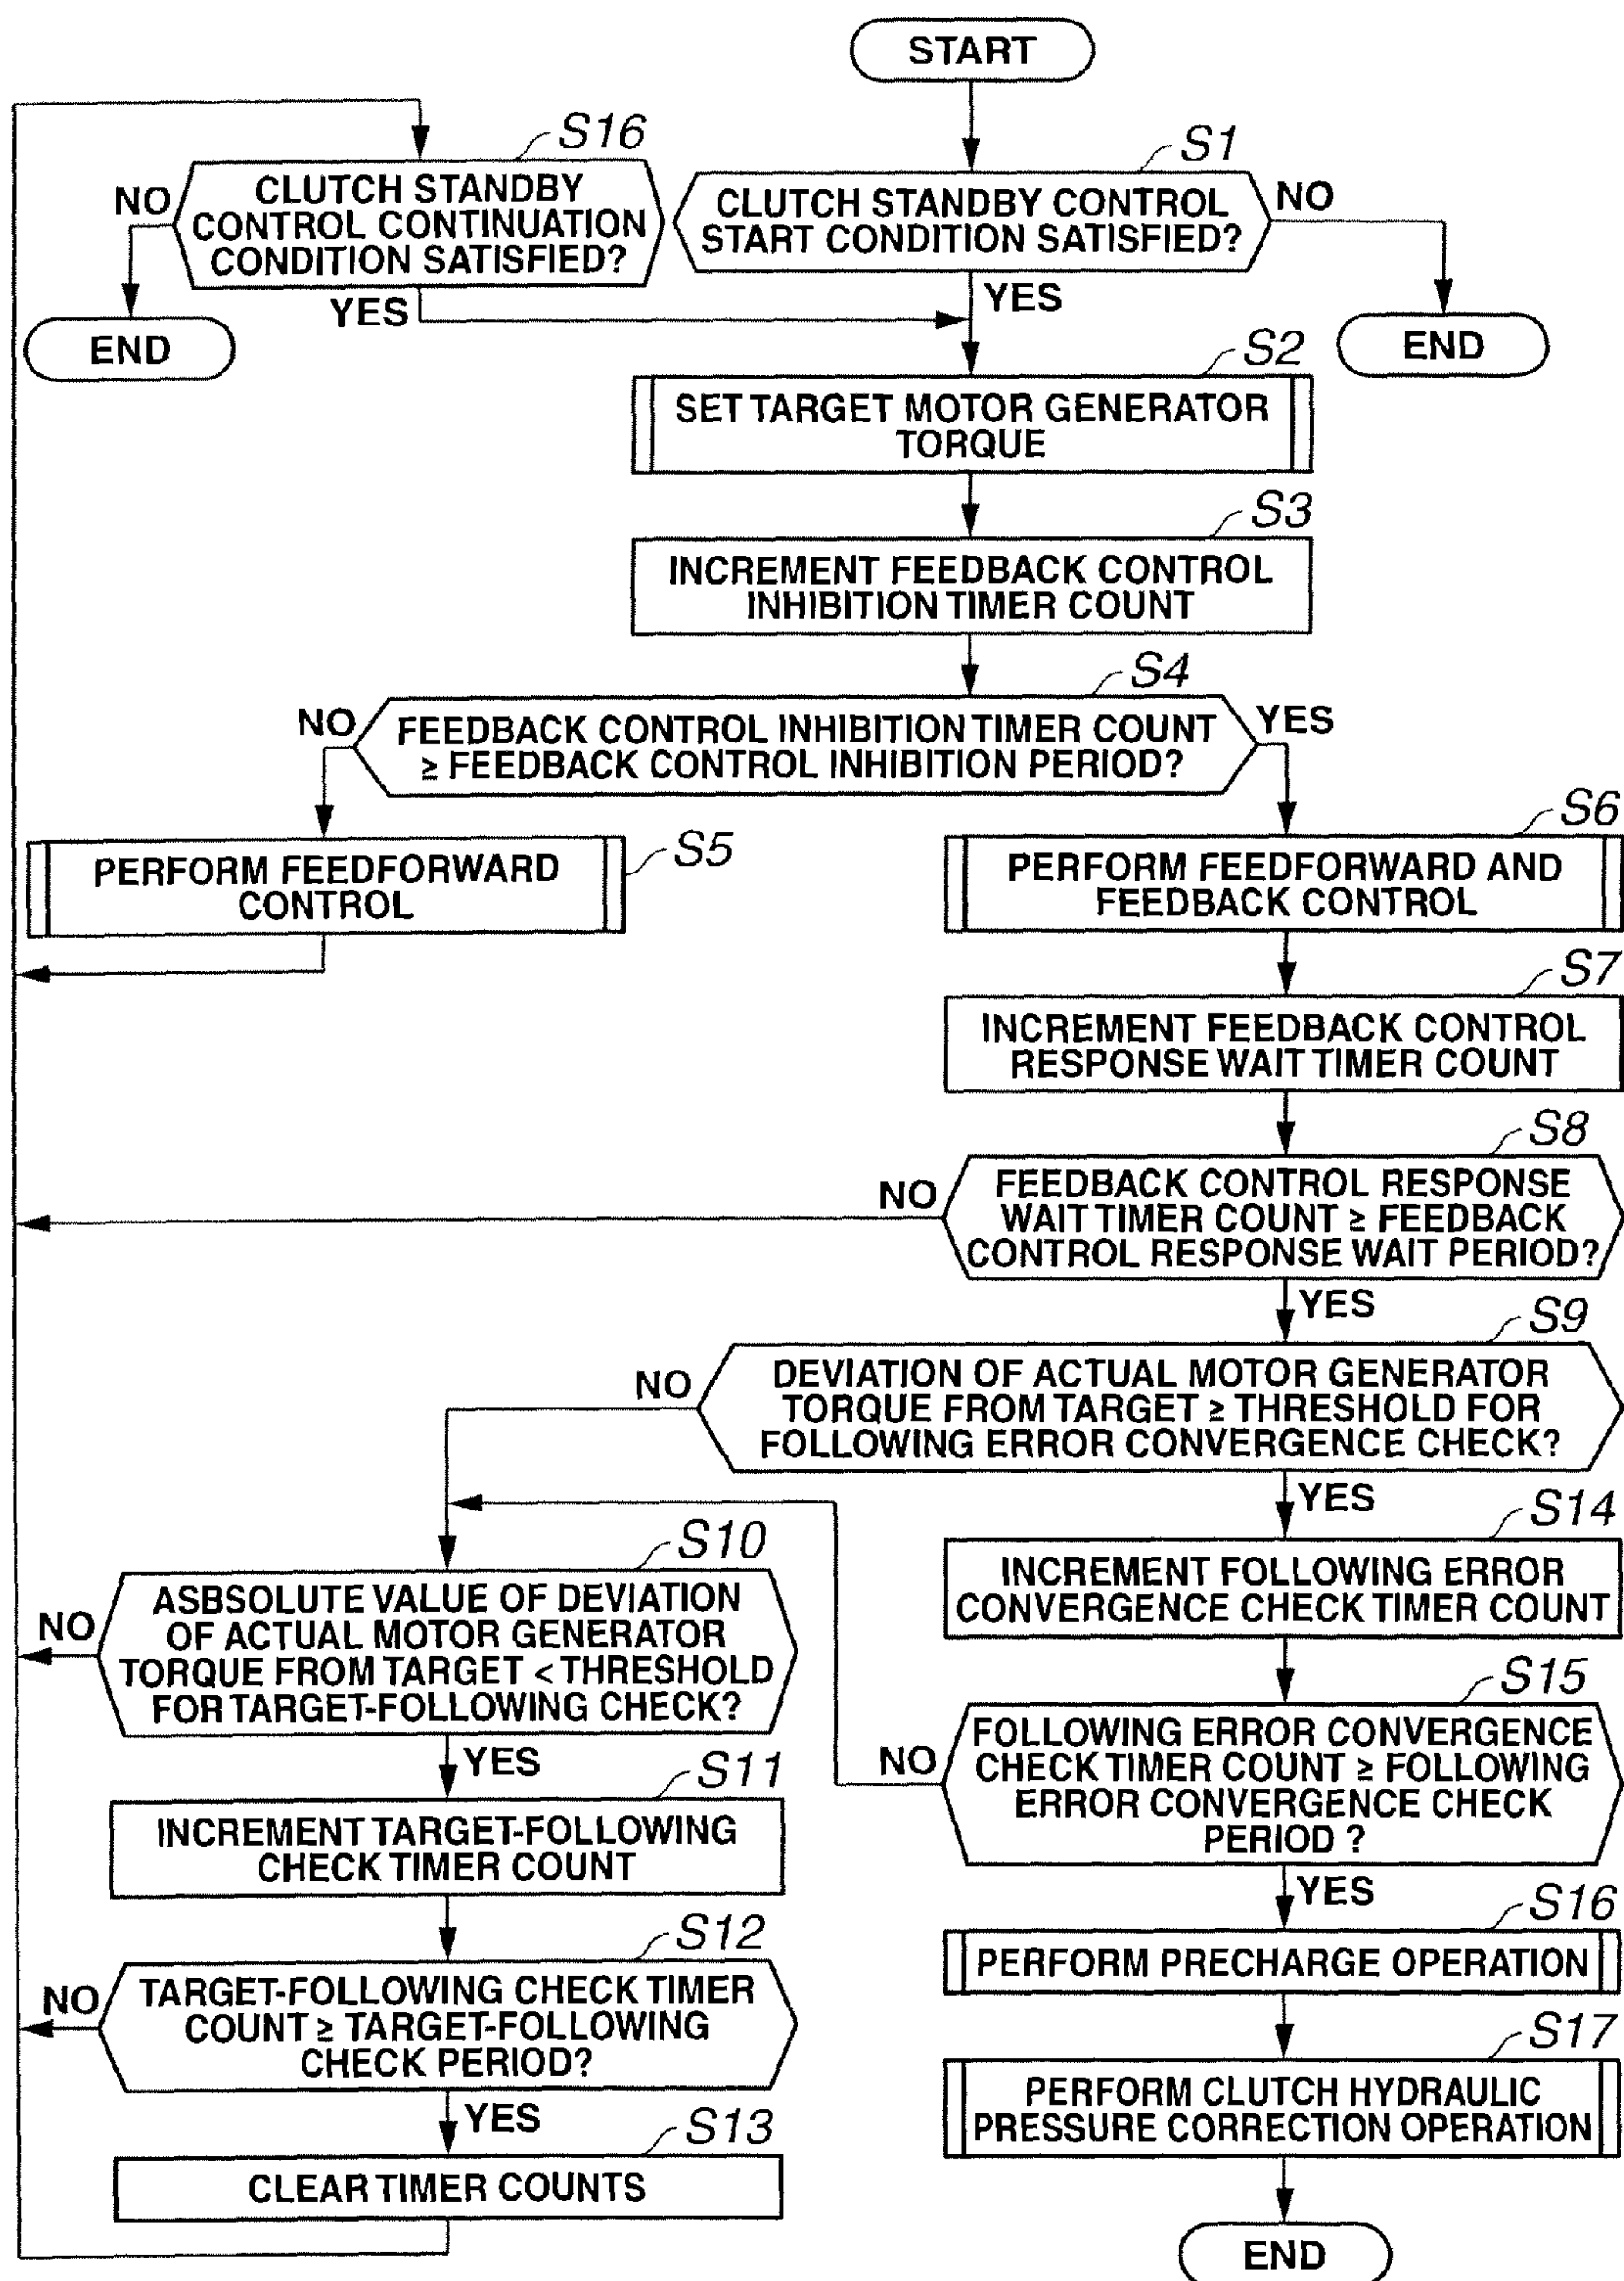 START
S16
CLUTCH STANDBY
CONTROL CONTINUATION
CONDITION SATISFIED?
NO
YES
END
S1
CLUTCH STANDBY CONTROL
START CONDITION SATISFIED?
NO
YES
END
S2
SET TARGET MOTOR GENERATOR
TORQUE
S3
INCREMENT FEEDBACK CONTROL
INHIBITION TIMER COUNT
S4
FEEDBACK CONTROL INHIBITION TIMER COUNT
≥ FEEDBACK CONTROL INHIBITION PERIOD?
NO
YES
S5
PERFORM FEEDFORWARD
CONTROL
S6
PERFORM FEEDFORWARD AND
FEEDBACK CONTROL
S7
INCREMENT FEEDBACK CONTROL
RESPONSE WAIT TIMER COUNT
S8
FEEDBACK CONTROL RESPONSE
WAIT TIMER COUNT ≥ FEEDBACK
CONTROL RESPONSE WAIT PERIOD?
NO
YES
S9
DEVIATION OF ACTUAL MOTOR GENERATOR
TORQUE FROM TARGET ≥ THRESHOLD FOR
FOLLOWING ERROR CONVERGENCE CHECK?
NO
YES
S10
ASBSOLUTE VALUE OF DEVIATION
OF ACTUAL MOTOR GENERATOR
TORQUE FROM TARGET < THRESHOLD
FOR TARGET-FOLLOWING CHECK?
NO
YES
S11
INCREMENT TARGET-FOLLOWING
CHECK TIMER COUNT
S12
TARGET-FOLLOWING CHECK TIMER
COUNT ≥ TARGET-FOLLOWING
CHECK PERIOD?
NO
YES
S13
CLEAR TIMER COUNTS
S14
INCREMENT FOLLOWING ERROR
CONVERGENCE CHECK TIMER COUNT
S15
FOLLOWING ERROR CONVERGENCE
CHECK TIMER COUNT ≥ FOLLOWING
ERROR CONVERGENCE CHECK
PERIOD ?
NO
YES
S16
PERFORM PRECHARGE OPERATION
S17
PERFORM CLUTCH HYDRAULIC
PRESSURE CORRECTION OPERATION
END